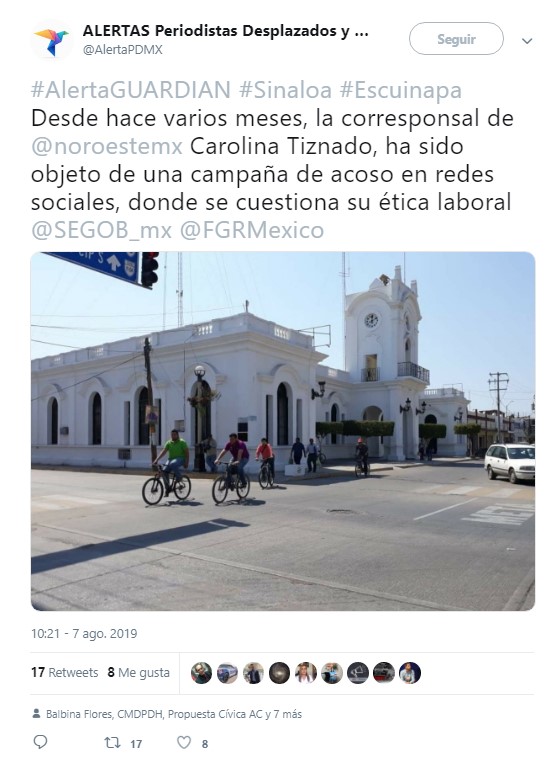 ALERTAS Periodistas Desplazados y ...
@AlertaPDMX
Seguir
#AlertaGUARDIAN #Sinaloa #Escuinapa
Desde hace varios meses, la corresponsal de
@noroestemx Carolina Tiznado, ha sido
objeto de una campaña de acoso en redes
sociales, donde se cuestiona su ética laboral
@SEGOB_mx @FGRMexico
10:21 - 7 ago. 2019
17 Retweets 8 Me gusta
Balbina Flores, CMDPDH, Propuesta Cívica AC y 7 más
17 8